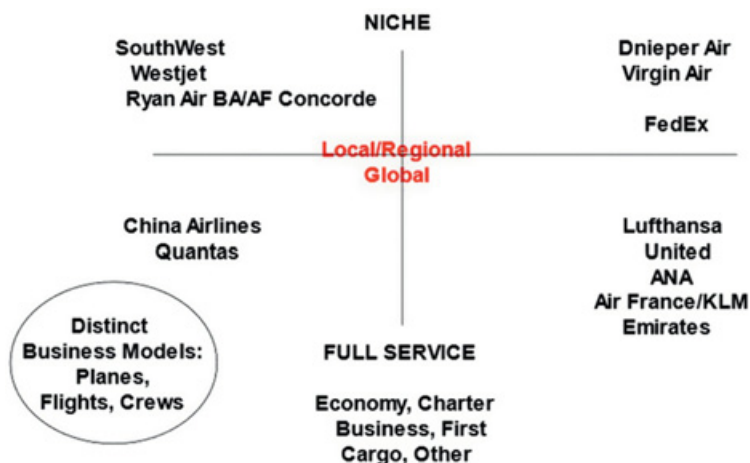 NICHE
SouthWest
Westjet
Ryan Air BA/AF Concorde
Dnieper Air
Virgin Air
FedEx
Local/Regional
Global
China Airlines
Quantas
Lufthansa
United
ANA
Air France/KLM
Emirates
Distinct
Business Models:
Planes,
Flights, Crews
FULL SERVICE
Economy, Charter
Business, First
Cargo, Other